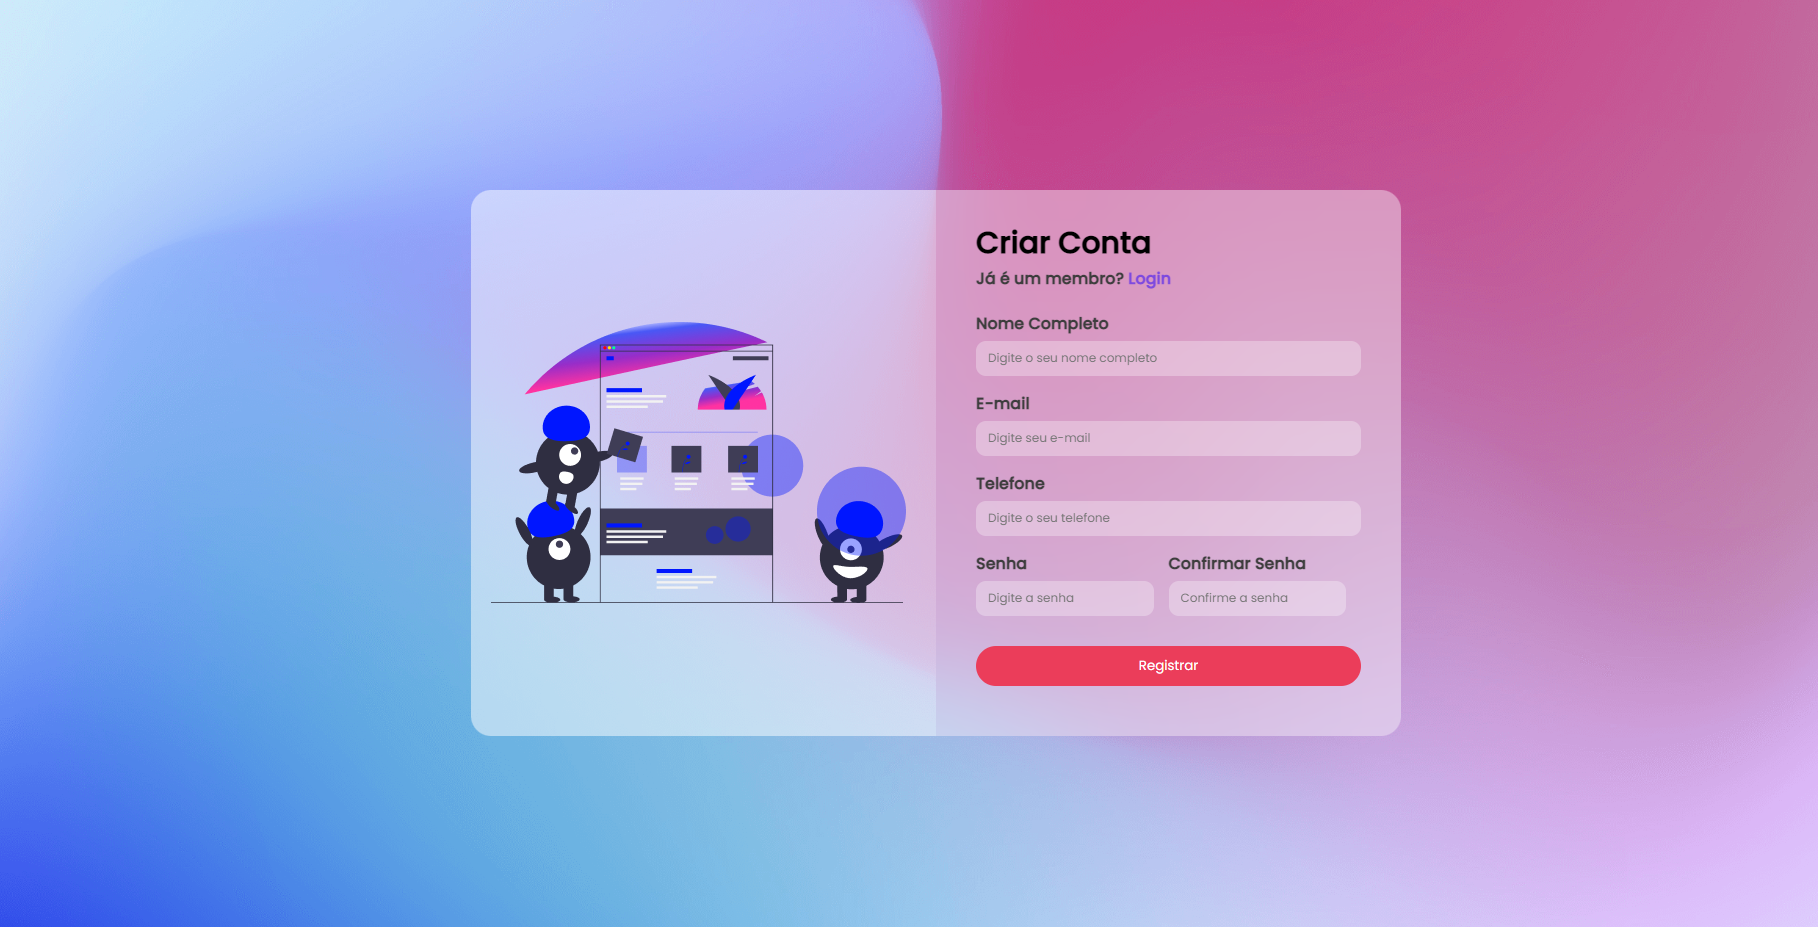 Criar Conta
Já é um membro? Login
Nome Completo
Digite o seu nome completo
E-mail
Digite seu e-mail
Telefone
Digite o seu telefone
Senha
Confirmar Senha
Digite a senha
Confirme a senha
Registrar